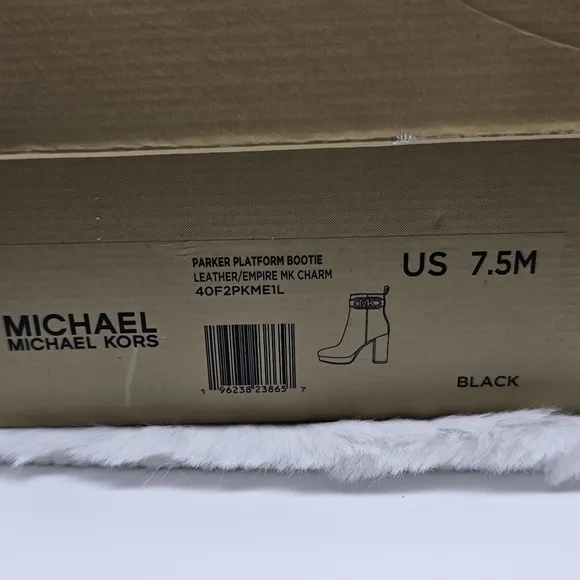 PARKER PLATFORM BOOTIE
LEATHER/EMPIRE MK CHARM
40F2PKME1L
US 7.5M
MICHAEL
MICHAEL KORS
MK
1 96238 23865 7
BLACK